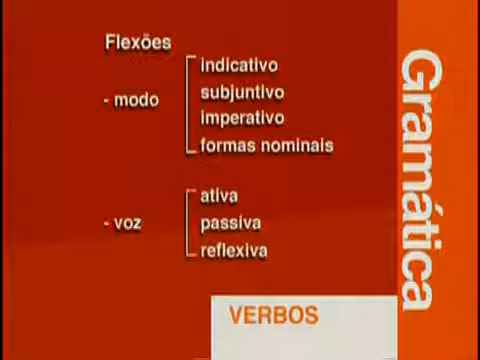 Flexões
- modo
indicativo
subjuntivo
imperativo
formas nominais
- voz
ativa
passiva
reflexiva
VERBOS
Gramática